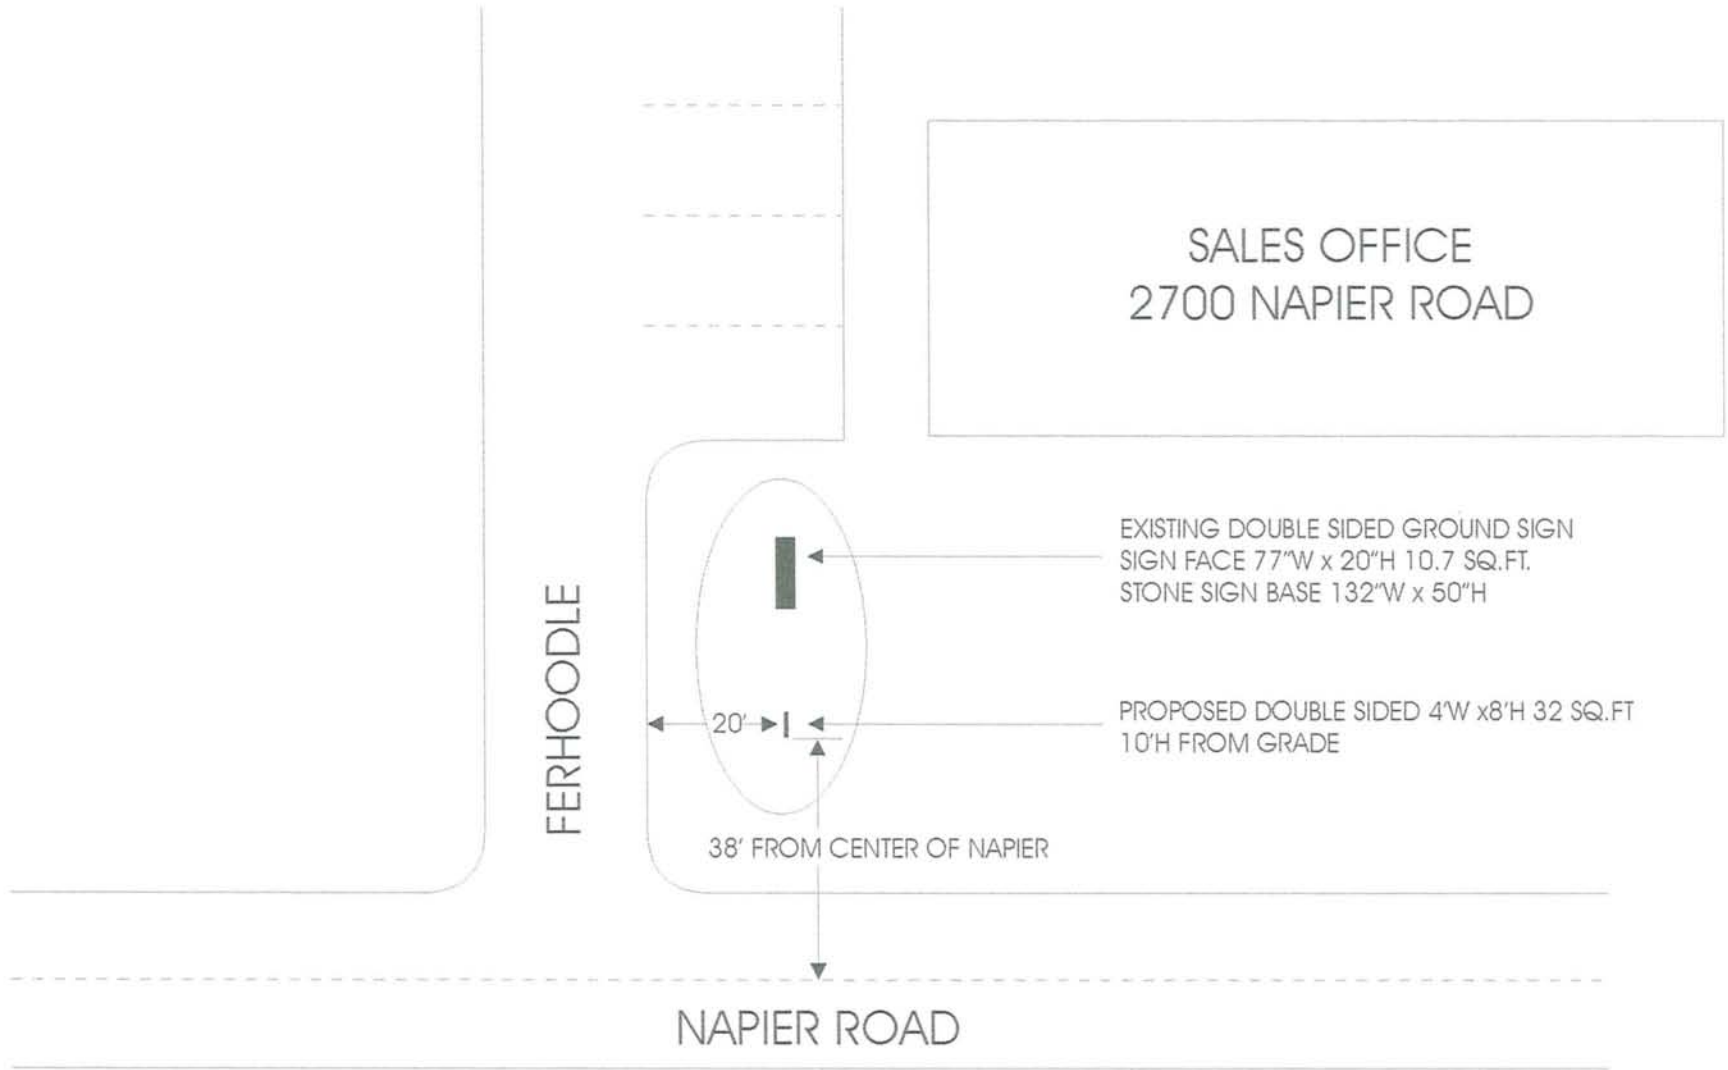 SALES OFFICE
2700 NAPIER ROAD
EXISTING DOUBLE SIDED GROUND SIGN
SIGN FACE 77"W x 20"H 10.7 SQ.FT.
STONE SIGN BASE 132"W x 50"H
FERHOODLE
20'
PROPOSED DOUBLE SIDED 4'W x8'H 32 SQ.FT
10'H FROM GRADE
38' FROM CENTER OF NAPIER
NAPIER ROAD